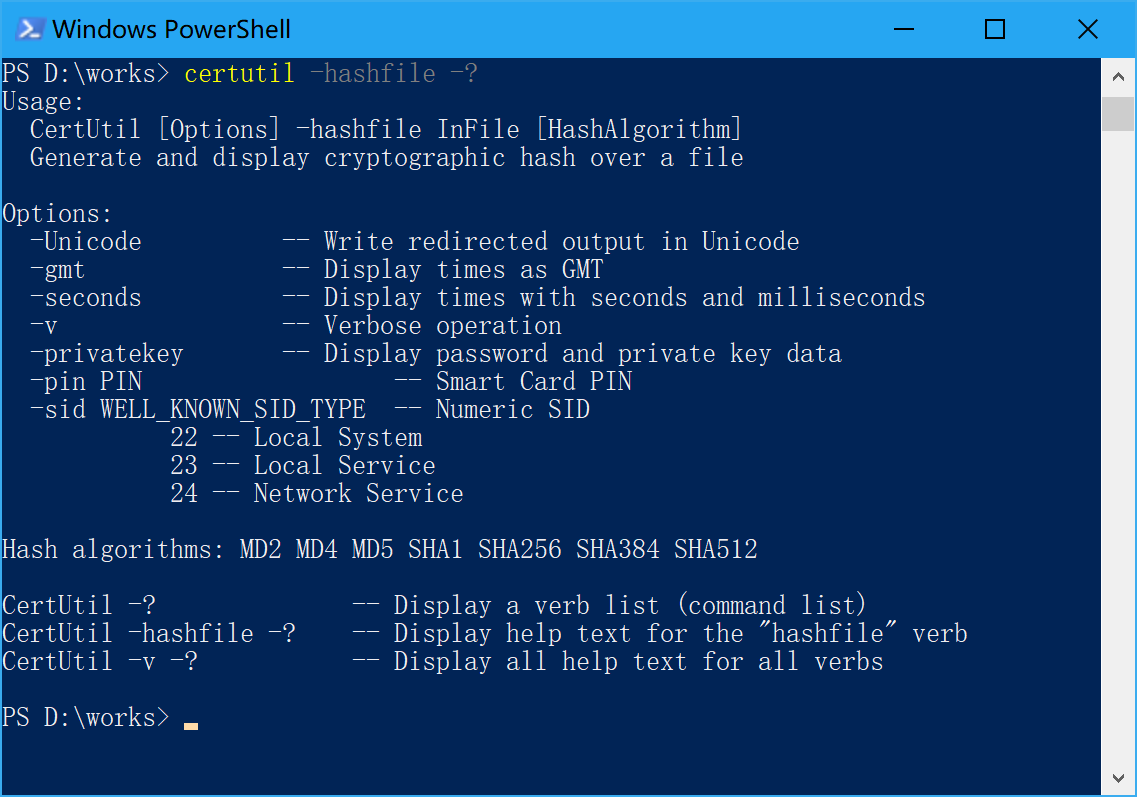 Windows PowerShell
PS D:\works> certutil -hashfile -?
Usage:
  CertUtil [Options] -hashfile InFile [HashAlgorithm]
  Generate and display cryptographic hash over a file

Options:
  -Unicode          -- Write redirected output in Unicode
  -gmt              -- Display times as GMT
  -seconds          -- Display times with seconds and milliseconds
  -v                -- Verbose operation
  -privatekey       -- Display password and private key data
  -pin PIN                  -- Smart Card PIN
  -sid WELL_KNOWN_SID_TYPE  -- Numeric SID
            22 -- Local System
            23 -- Local Service
            24 -- Network Service

Hash algorithms: MD2 MD4 MD5 SHA1 SHA256 SHA384 SHA512

CertUtil -?              -- Display a verb list (command list)
CertUtil -hashfile -?    -- Display help text for the "hashfile" verb
CertUtil -v -?           -- Display all help text for all verbs

PS D:\works>